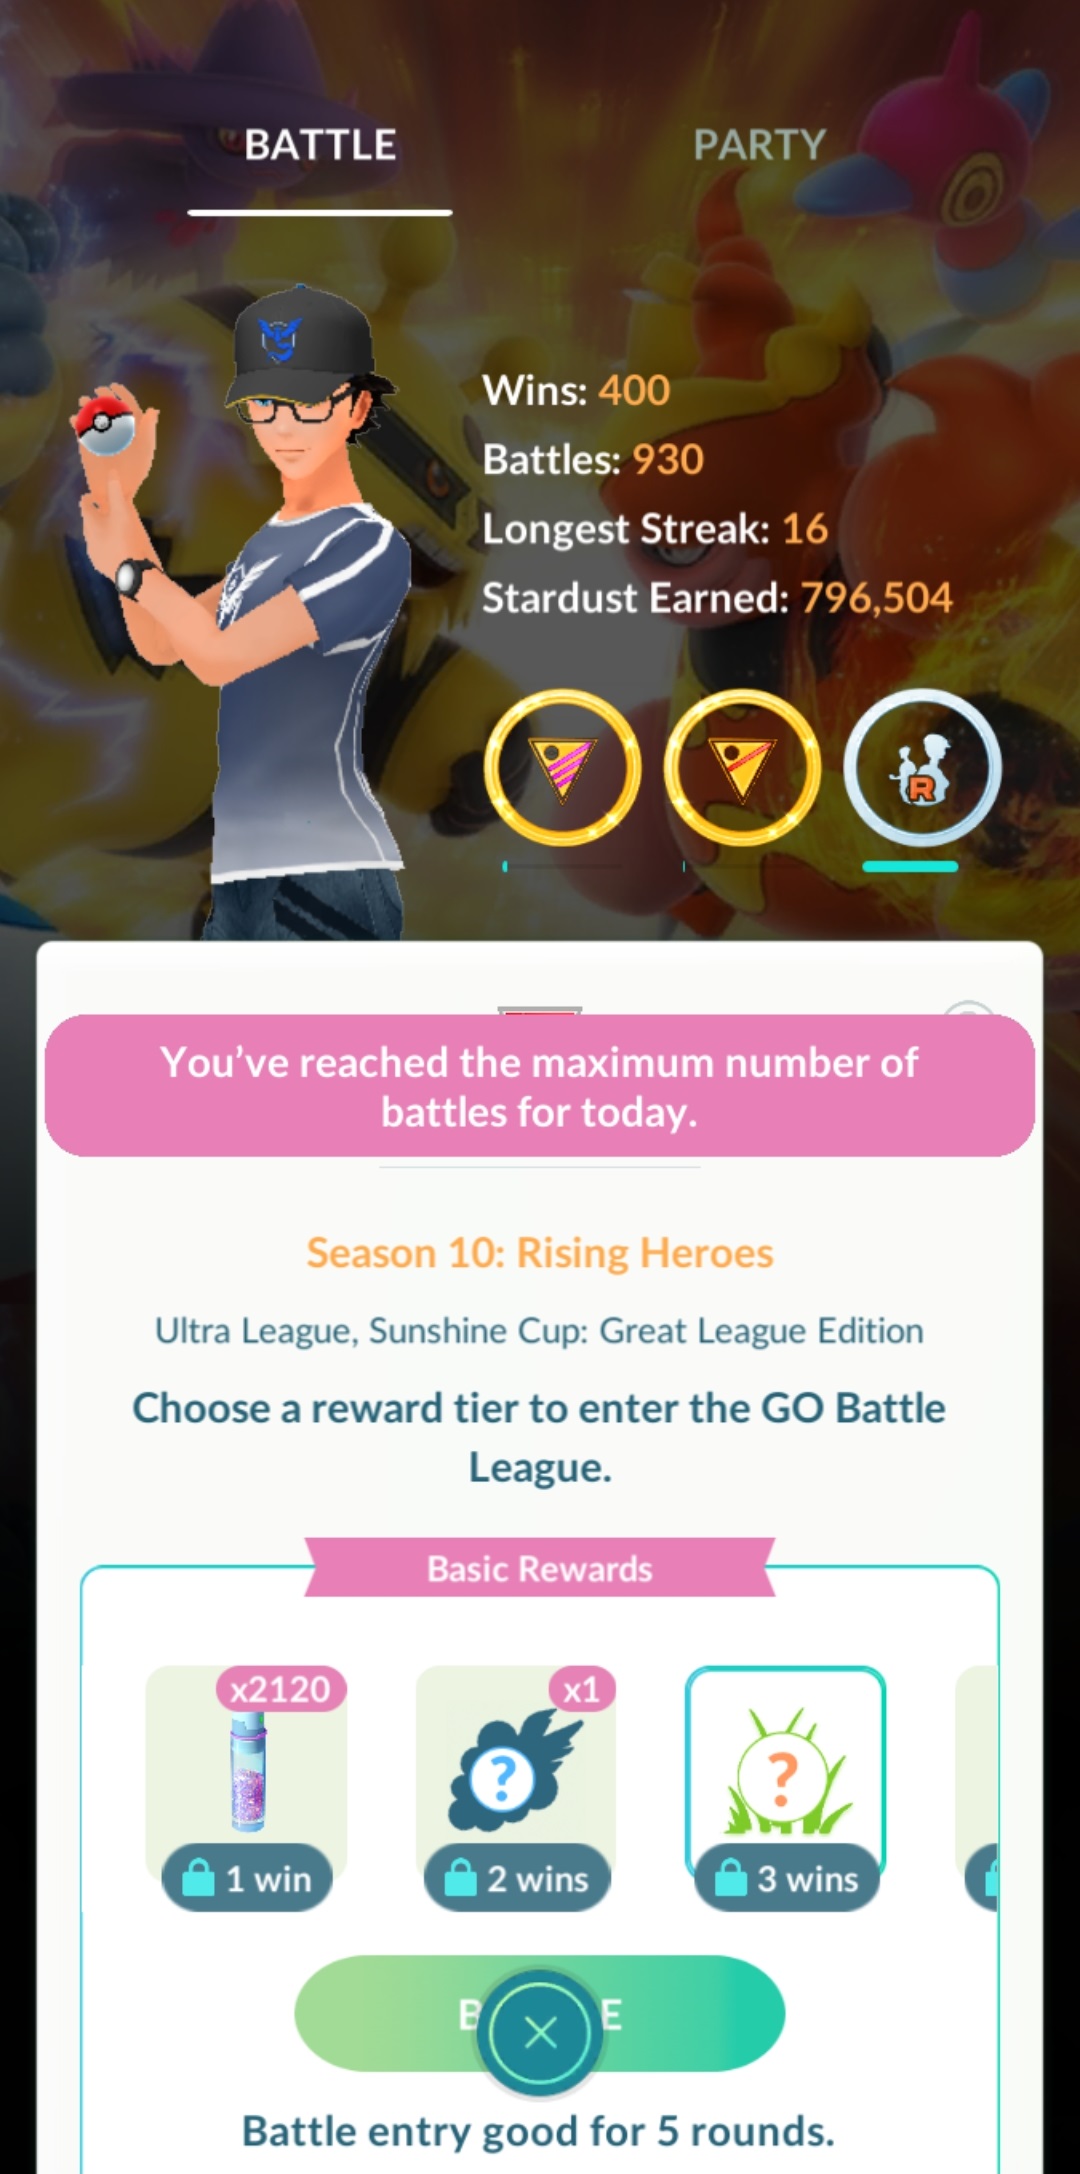 BATTLE
PARTY
Wins: 400
Battles: 930
Longest Streak: 16
Stardust Earned: 796,504
R
You’ve reached the maximum number of
battles for today.
Season 10: Rising Heroes
Ultra League, Sunshine Cup: Great League Edition
Choose a reward tier to enter the GO Battle
League.
Basic Rewards
x2120
x1
?
?
1 win
2 wins
3 wins
Battle entry good for 5 rounds.